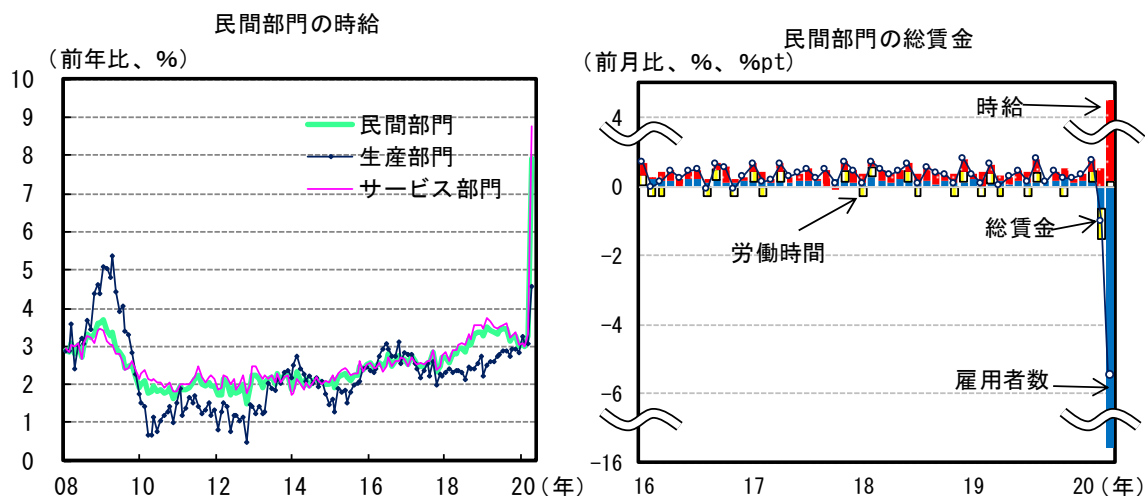 民間部門の時給
(前年比、%)
10
9
8
7
6
5
4
3
2
1
0
民間部門
生産部門
サービス部門
08 10 12 14 16 18 20(年)
民間部門の総賃金
(前月比、%、%pt)
4
0
-2
-4
-6
-16
時給
労働時間
総賃金
雇用者数
16 17 18 19 20(年)